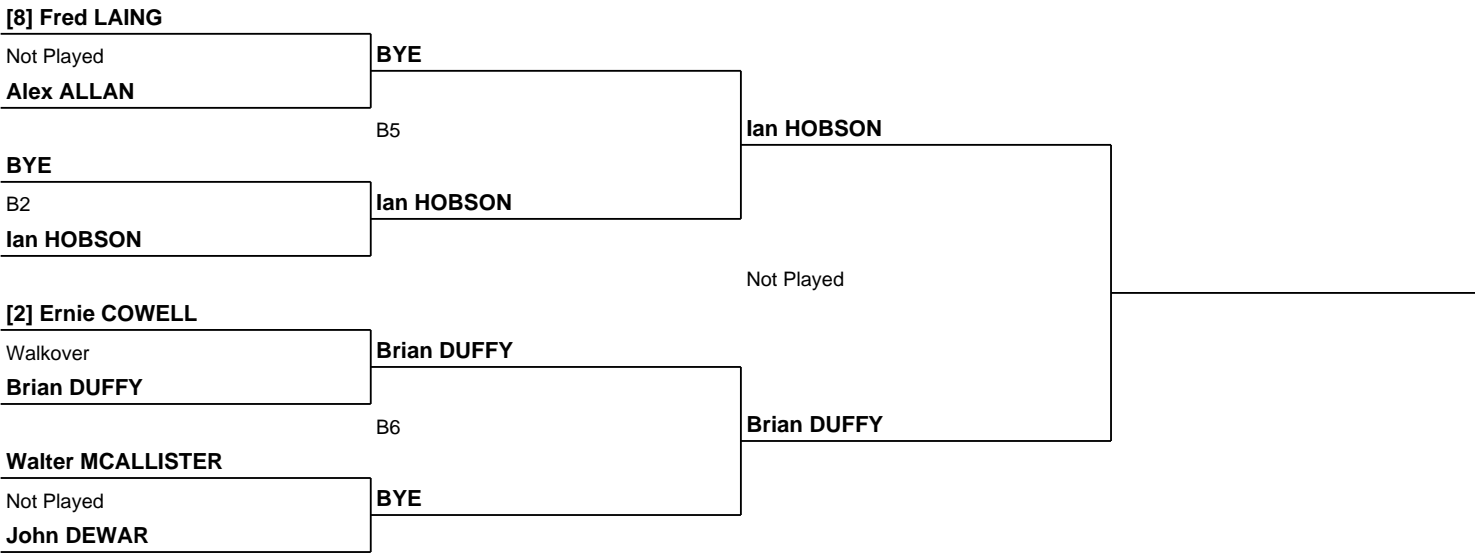 [8] Fred LAING
Not Played
BYE
Alex ALLAN
B5
Ian HOBSON
BYE
B2
Ian HOBSON
Ian HOBSON
Not Played
[2] Ernie COWELL
Walkover
Brian DUFFY
Brian DUFFY
B6
Brian DUFFY
Walter MCALLISTER
Not Played
BYE
John DEWAR